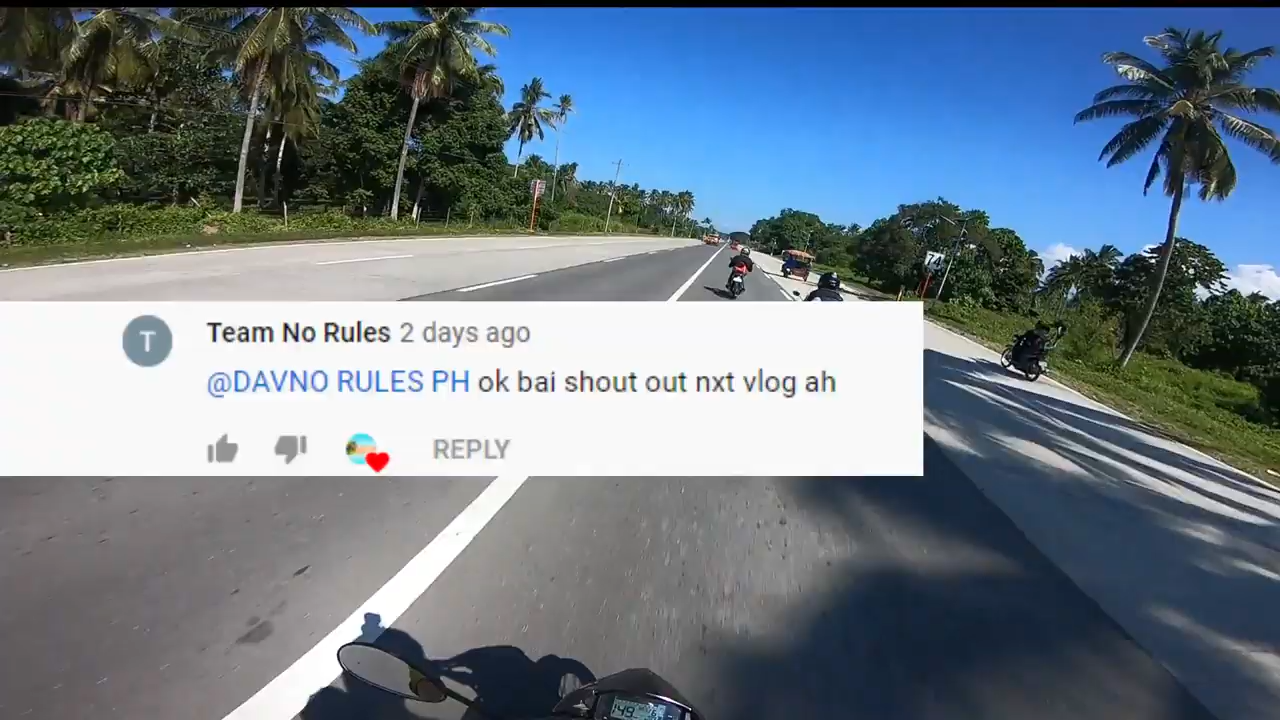 Team No Rules 2 days ago
T
@DAVNO RULES PH ok bai shout out nxt vlog ah
REPLY